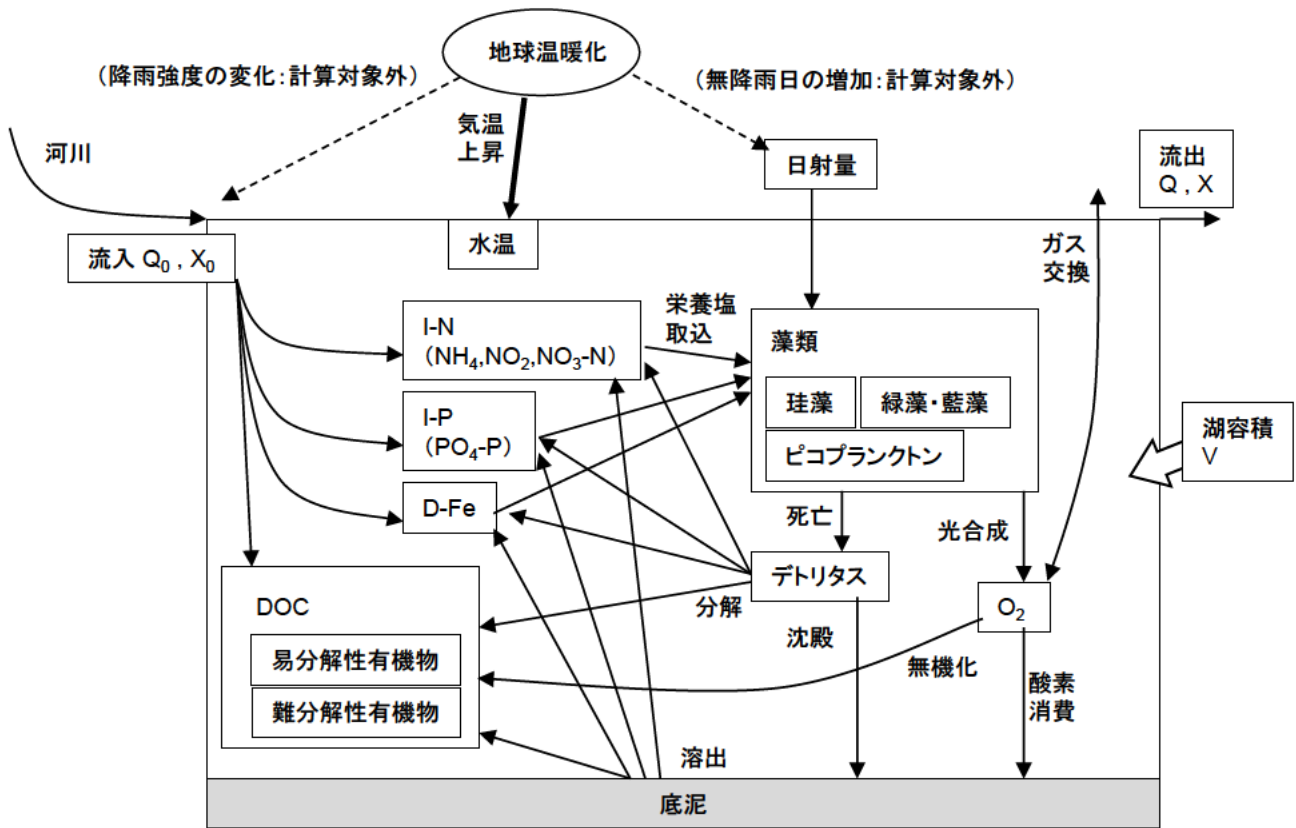 地球温暖化
（降雨強度の変化：計算対象外）
（無降雨日の増加：計算対象外）
気温
上昇
河川
日射量
流出
Q , X
流入 Q₀ , X₀
水温
ガス
交換
I-N
（NH₄,NO₂,NO₃-N）
栄養塩
取込
藻類
珪藻
緑藻・藍藻
ピコプランクトン
I-P
（PO₄-P）
湖容積
V
D-Fe
死亡
光合成
デトリタス
O₂
分解
DOC
易分解性有機物
難分解性有機物
沈殿
無機化
酸素
消費
溶出
底泥